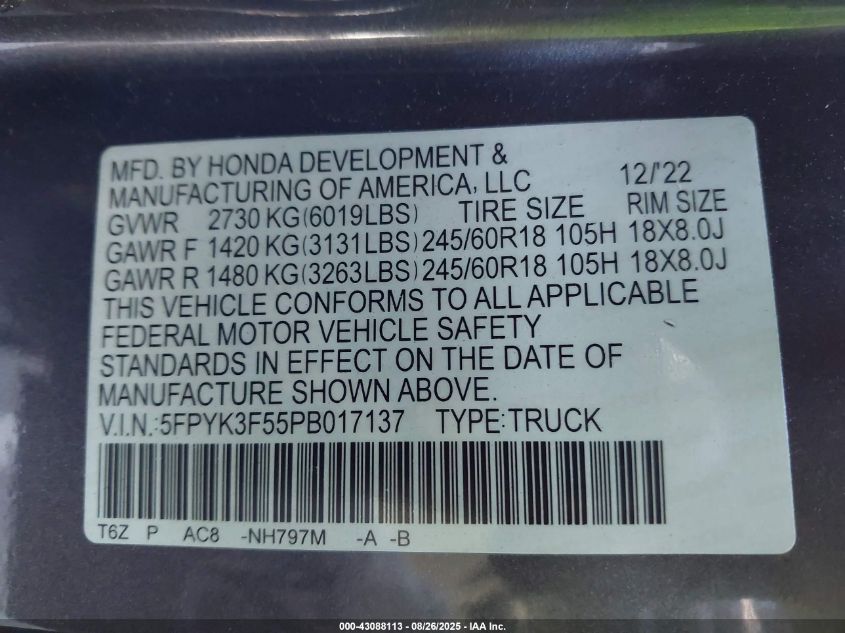 MFD. BY HONDA DEVELOPMENT &
MANUFACTURING OF AMERICA, LLC 12/'22
GVWR 2730 KG(6019LBS) TIRE SIZE RIM SIZE
GAWR F 1420 KG(3131LBS) 245/60R18 105H 18X8.0J
GAWR R 1480 KG(3263LBS) 245/60R18 105H 18X8.0J
THIS VEHICLE CONFORMS TO ALL APPLICABLE
FEDERAL MOTOR VEHICLE SAFETY
STANDARDS IN EFFECT ON THE DATE OF
MANUFACTURE SHOWN ABOVE.
V.I.N.:5FPYK3F55PB017137 TYPE:TRUCK
T6Z P AC8 -NH797M -A -B
000-43088113 - 08/26/2025 - IAA Inc.